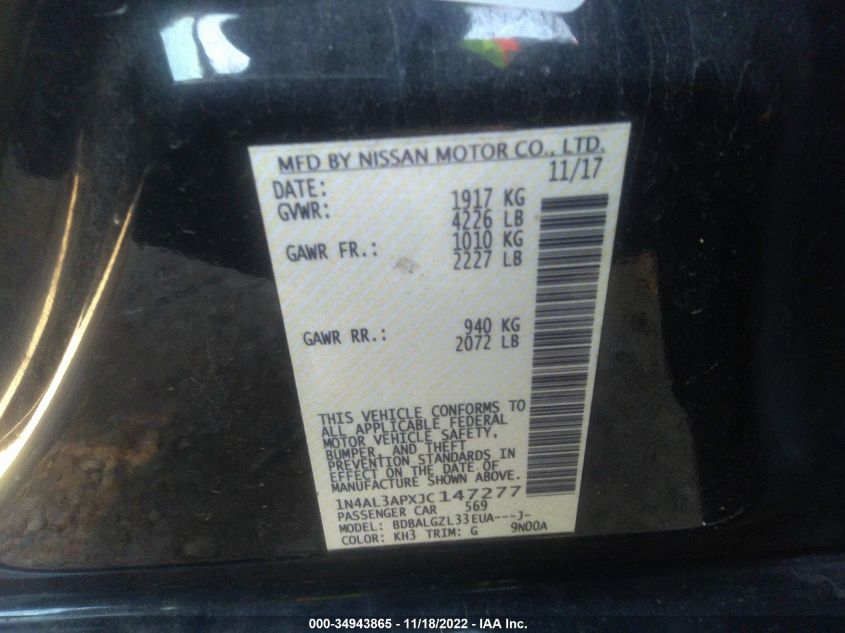 MFD BY NISSAN MOTOR CO., LTD.
DATE: 11/17
GVWR: 1917 KG
4226 LB
GAWR FR.: 1010 KG
2227 LB
GAWR RR.: 940 KG
2072 LB
THIS VEHICLE CONFORMS TO
ALL APPLICABLE FEDERAL
MOTOR VEHICLE SAFETY,
BUMPER, AND THEFT
PREVENTION STANDARDS IN
EFFECT ON THE DATE OF
MANUFACTURE SHOWN ABOVE.
1N4AL3APXJC147277
PASSENGER CAR 569
MODEL: BDBALGZL33EUA---J-
COLOR: KH3 TRIM: G 9N00A
000-34943865 - 11/18/2022 - IAA Inc.